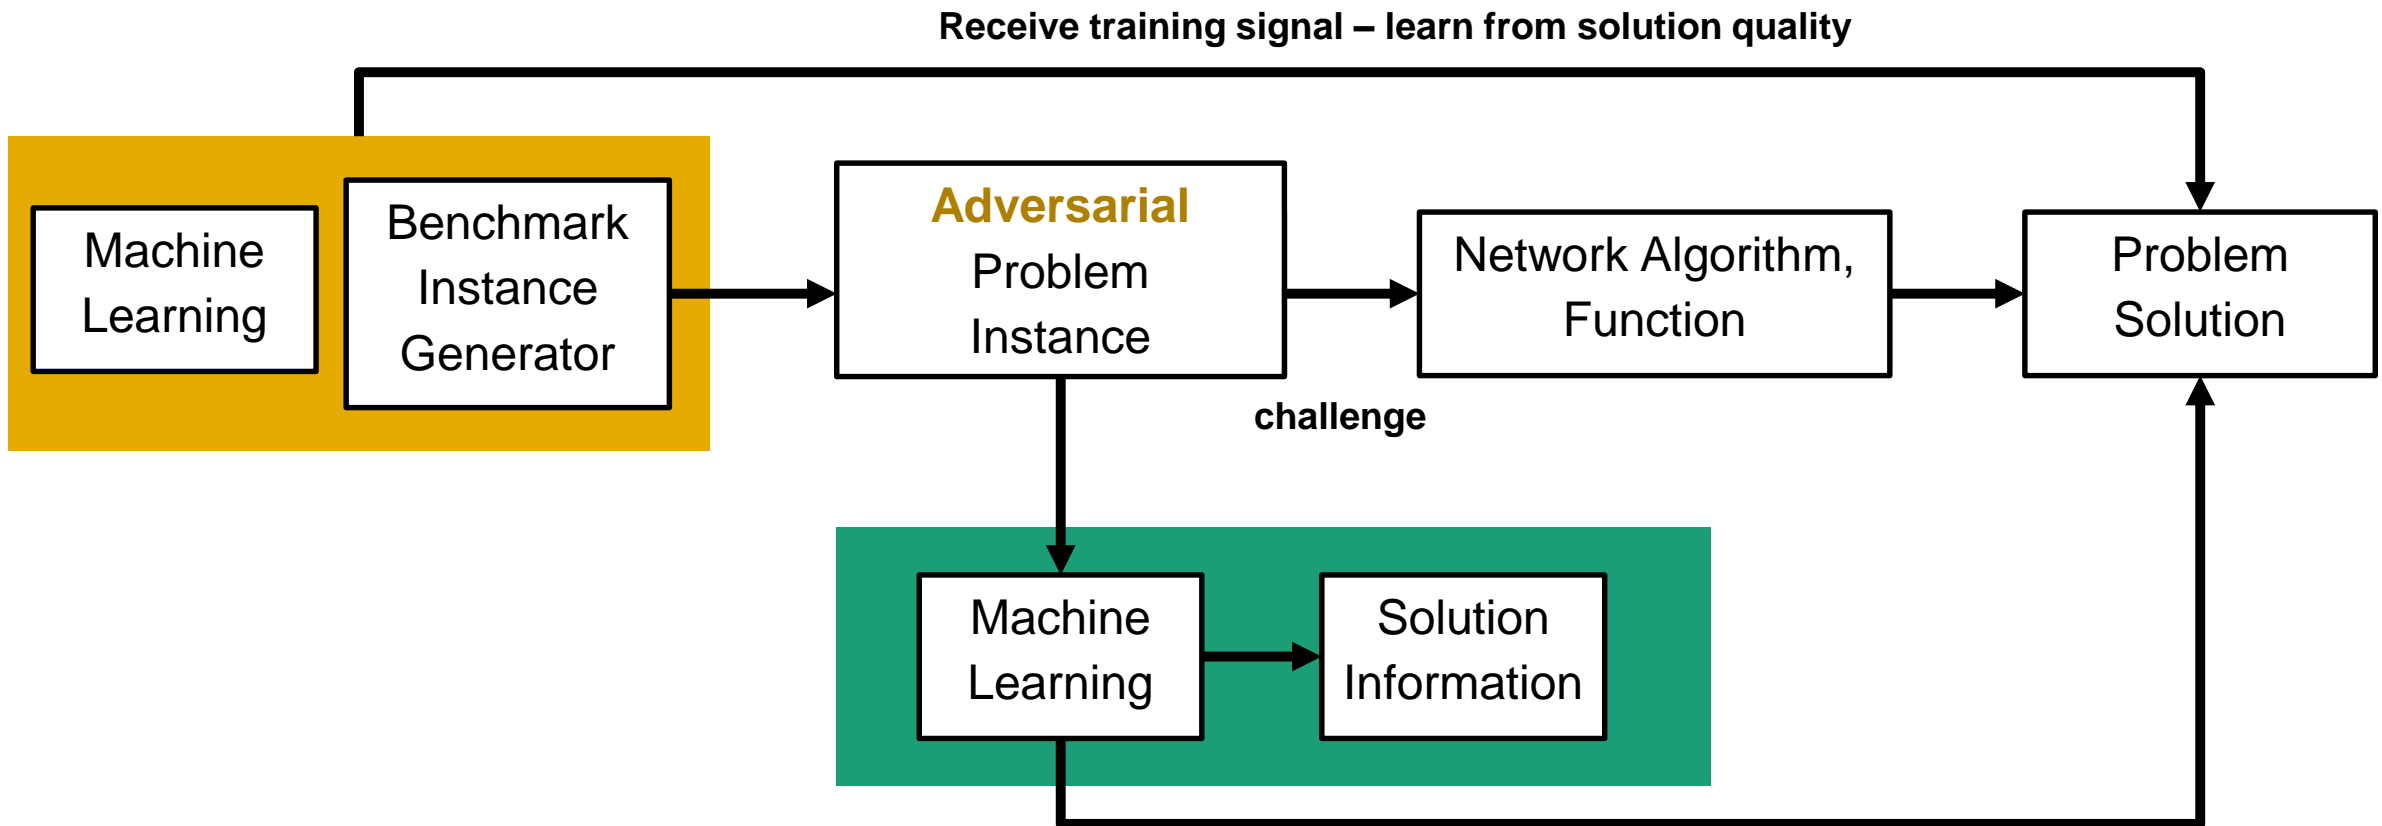 Receive training signal – learn from solution quality
Machine
Learning
Benchmark
Instance
Generator
Adversarial
Problem
Instance
Network Algorithm,
Function
Problem
Solution
challenge
Machine
Learning
Solution
Information